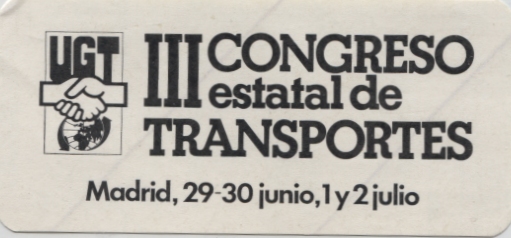 UGT
III CONGRESO
estatal de
TRANSPORTES
Madrid, 29-30 junio, 1 y 2 julio